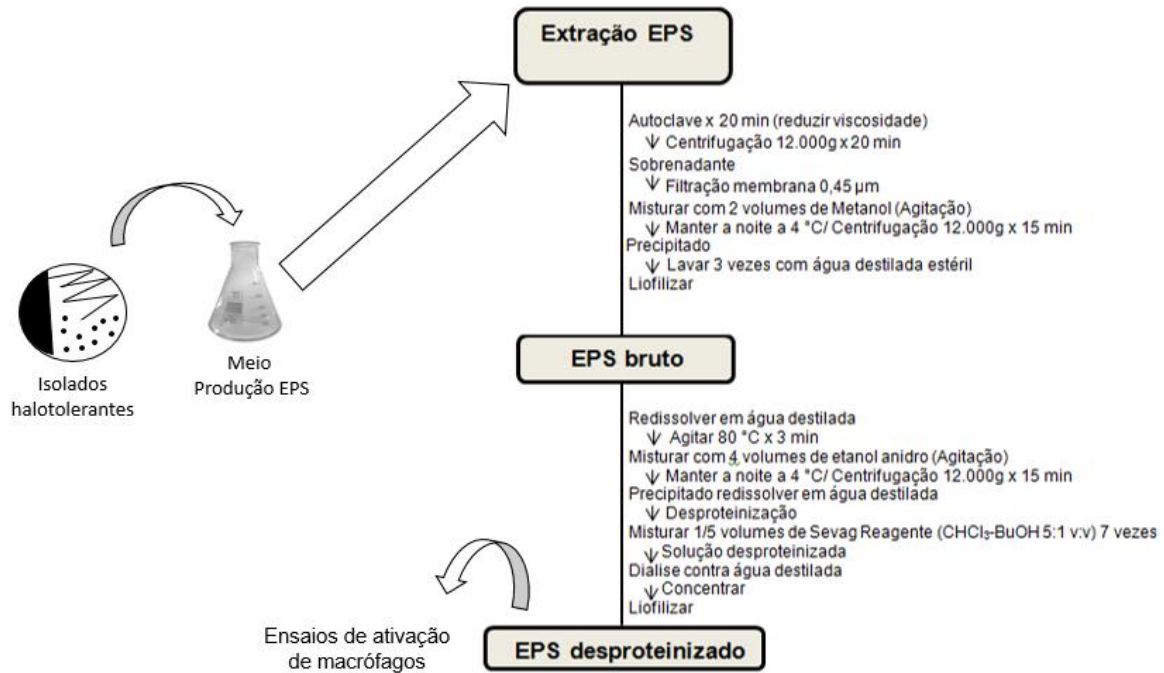 Extração EPS
Autoclave x 20 min (reduzir viscosidade)
Centrifugação 12.000g x 20 min
Sobrenadante
Filtração membrana 0,45 µm
Misturar com 2 volumes de Metanol (Agitação)
Manter a noite a 4 °C/ Centrifugação 12.000g x 15 min
Precipitado
Lavar 3 vezes com água destilada estéril
Liofilizar
Isolados
halotolerantes
Meio
Produção EPS
EPS bruto
Redissolver em água destilada
Agitar 80 °C x 3 min
Misturar com 4 volumes de etanol anidro (Agitação)
Manter a noite a 4 °C/ Centrifugação 12.000g x 15 min
Precipitado redissolver em água destilada
Desproteinização
Misturar 1/5 volumes de Sevag Reagente (CHCl₃-BuOH 5:1 v:v) 7 vezes
Solução desproteinizada
Diálise contra água destilada
Concentrar
Liofilizar
Ensaios de ativação
de macrófagos
EPS desproteinizado